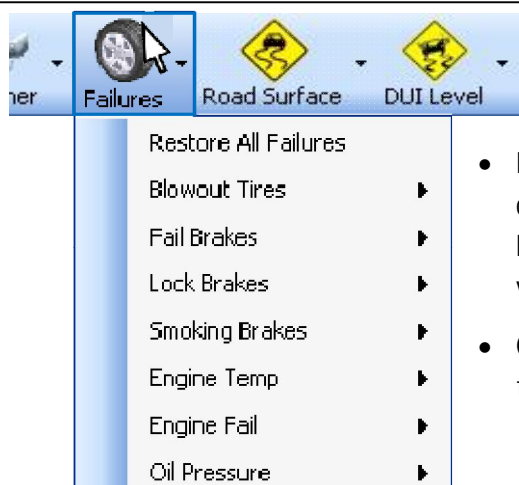 Failures
Road Surface
DUI Level
Restore All Failures
Blowout Tires
Fail Brakes
Lock Brakes
Smoking Brakes
Engine Temp
Engine Fail
Oil Pressure